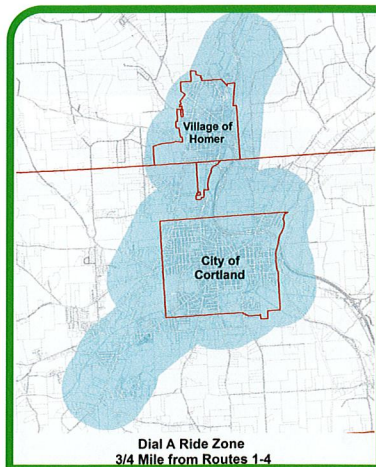 Village of
Homer
City of
Cortland
Dial A Ride Zone
3/4 Mile from Routes 1-4